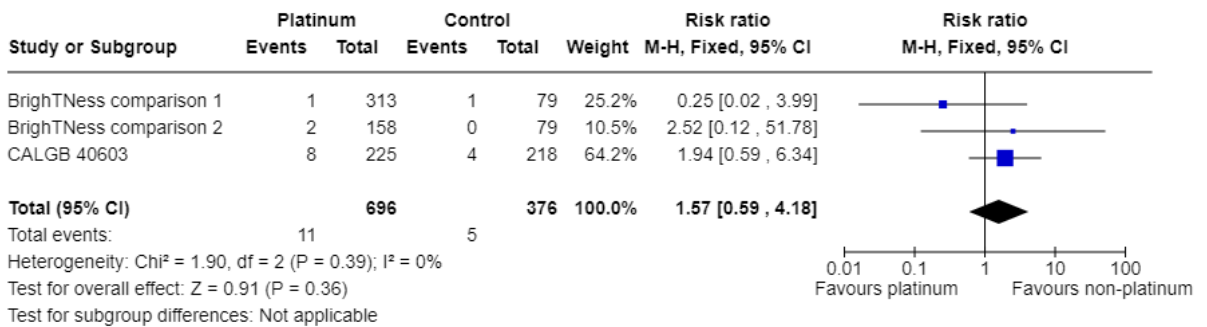 Platinum Control Risk ratio Risk ratio
Study or Subgroup Events Total Events Total Weight M-H, Fixed, 95% CI M-H, Fixed, 95% CI
BrighTNess comparison 1 1 313 1 79 25.2% 0.25 [0.02 , 3.99]
BrighTNess comparison 2 2 158 0 79 10.5% 2.52 [0.12 , 51.78]
CALGB 40603 8 225 4 218 64.2% 1.94 [0.59 , 6.34]
Total (95% CI) 696 376 100.0% 1.57 [0.59 , 4.18]
Total events: 11 5
Heterogeneity: Chi² = 1.90, df = 2 (P = 0.39); I² = 0%
0.01 0.1 1 10 100
Test for overall effect: Z = 0.91 (P = 0.36) Favours platinum Favours non-platinum
Test for subgroup differences: Not applicable